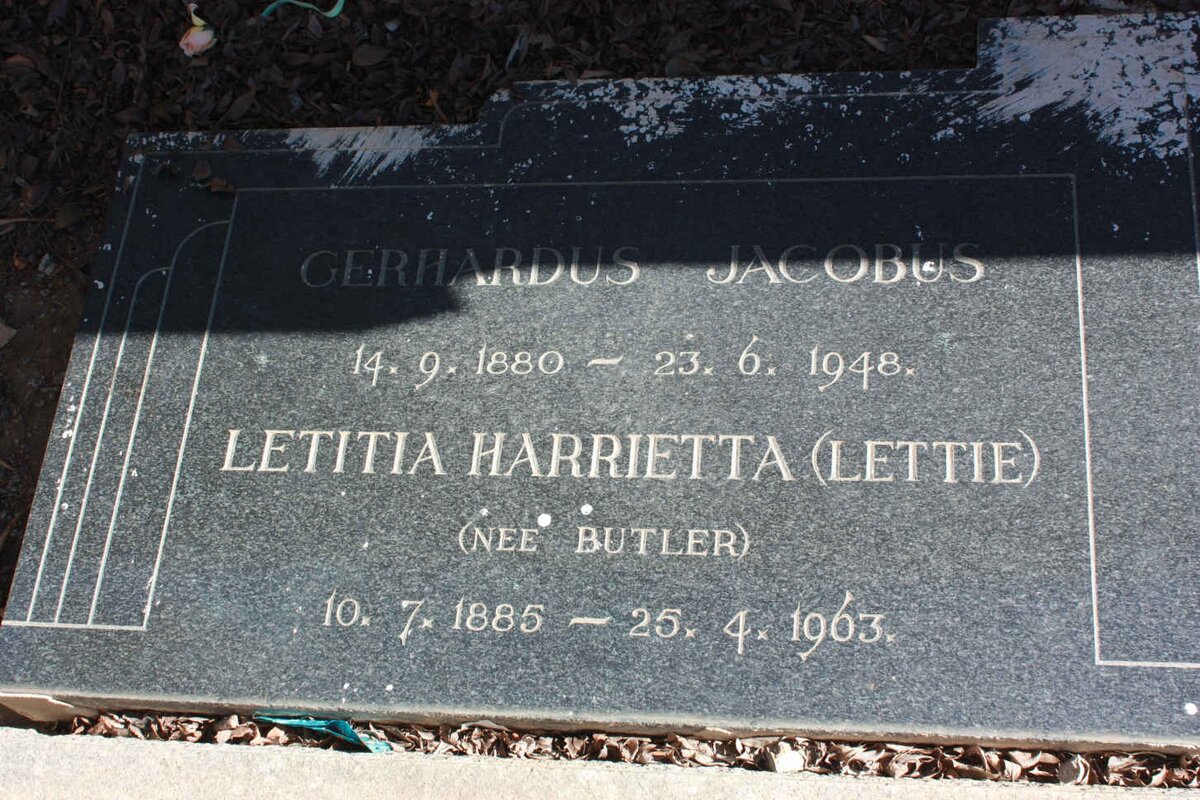 GERHARDUS JACOBUS
14. 9. 1880 – 23. 6. 1948.
LETITIA HARRIETTA (LETTIE)
(NEE BUTLER)
10. 7. 1885 – 25. 4. 1963.